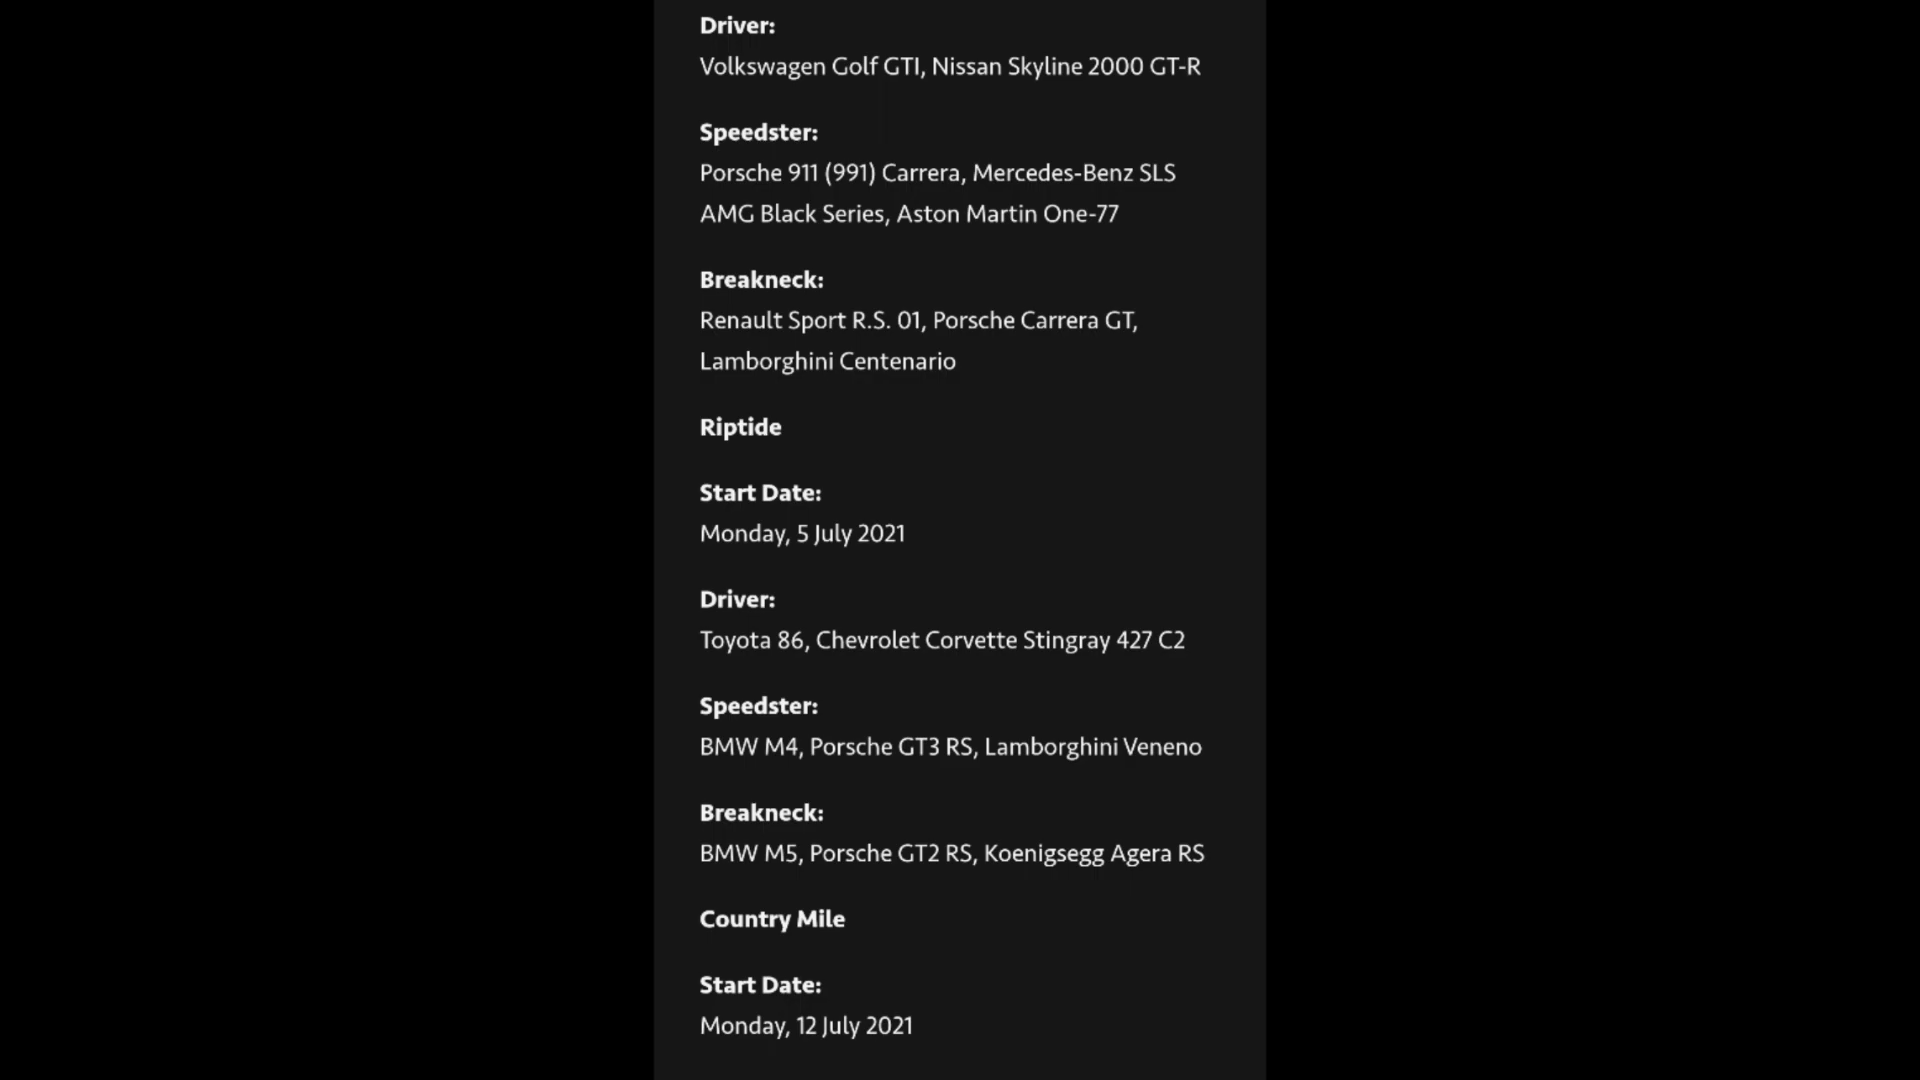 Driver:
Volkswagen Golf GTI, Nissan Skyline 2000 GT-R
Speedster:
Porsche 911 (991) Carrera, Mercedes-Benz SLS
AMG Black Series, Aston Martin One-77
Breakneck:
Renault Sport R.S. 01, Porsche Carrera GT,
Lamborghini Centenario
Riptide
Start Date:
Monday, 5 July 2021
Driver:
Toyota 86, Chevrolet Corvette Stingray 427 C2
Speedster:
BMW M4, Porsche GT3 RS, Lamborghini Veneno
Breakneck:
BMW M5, Porsche GT2 RS, Koenigsegg Agera RS
Country Mile
Start Date:
Monday, 12 July 2021